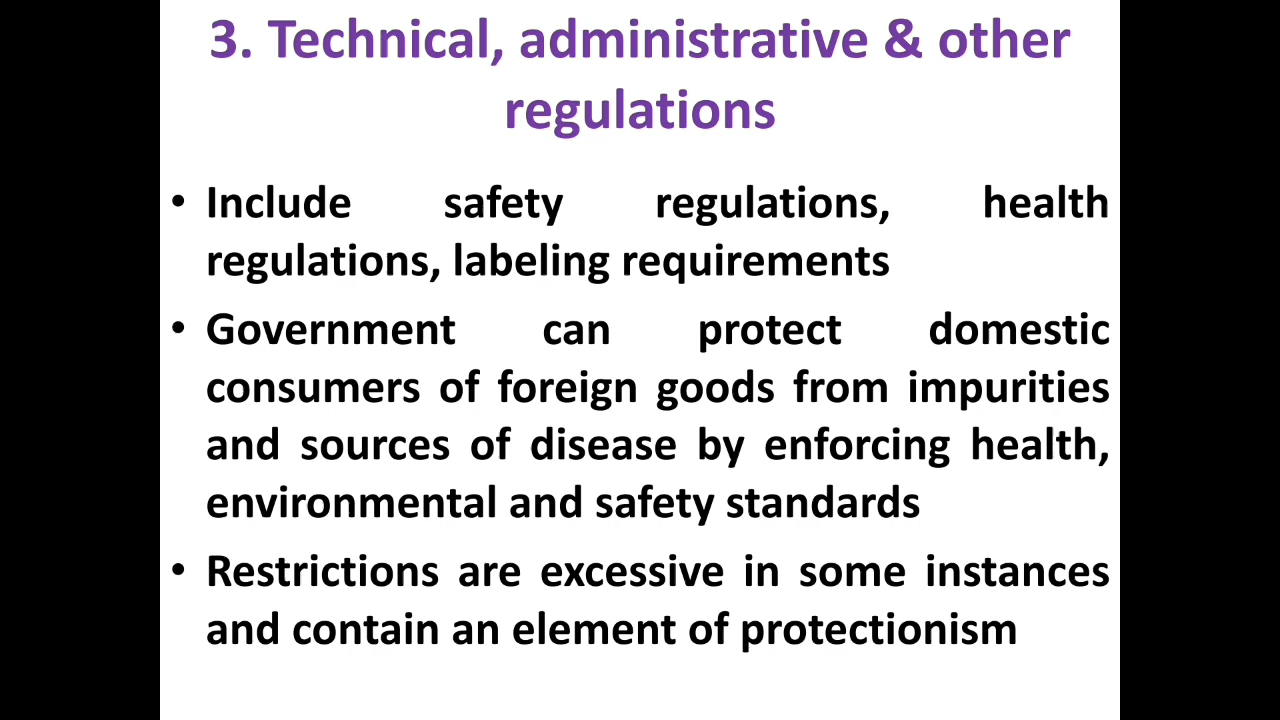 3. Technical, administrative & other
regulations
• Include safety regulations, health
regulations, labeling requirements
• Government can protect domestic
consumers of foreign goods from impurities
and sources of disease by enforcing health,
environmental and safety standards
• Restrictions are excessive in some instances
and contain an element of protectionism